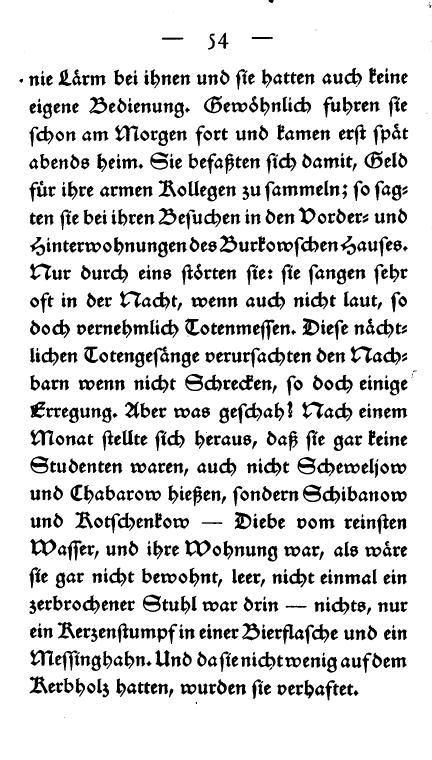 — 54 —
nie Lärm bei ihnen und ſie hatten auch keine
eigene Bedienung. Gewöhnlich fuhren ſie
ſchon am Morgen fort und kamen erſt ſpät
abends heim. Sie befaßten ſich damit, Geld
für ihre armen Kollegen zu ſammeln; ſo ſag⸗
ten ſie bei ihren Beſuchen in den Vorder⸗ und
Hinterwohnungen des Burkowſchen Hauſes.
Nur durch eins ſtörten ſie: ſie ſangen ſehr
oft in der Nacht, wenn auch nicht laut, ſo
doch vernehmlich Totenmeſſen. Dieſe nächt⸗
lichen Totengeſänge verurſachten den Nach⸗
barn wenn nicht Schrecken, ſo doch einige
Erregung. Aber was geſchah? Nach einem
Monat ſtellte ſich heraus, daß ſie gar keine
Studenten waren, auch nicht Scheweljow
und Chabarow hießen, ſondern Schibanow
und Kotſchenkow — Diebe vom reinſten
Waſſer, und ihre Wohnung war, als wäre
ſie gar nicht bewohnt, leer, nicht einmal ein
zerbrochener Stuhl war drin — nichts, nur
ein Kerzenſtumpf in einer Bierflaſche und ein
Meſſinghahn. Und da ſie nicht wenig auf dem
Kerbholz hatten, wurden ſie verhaftet.